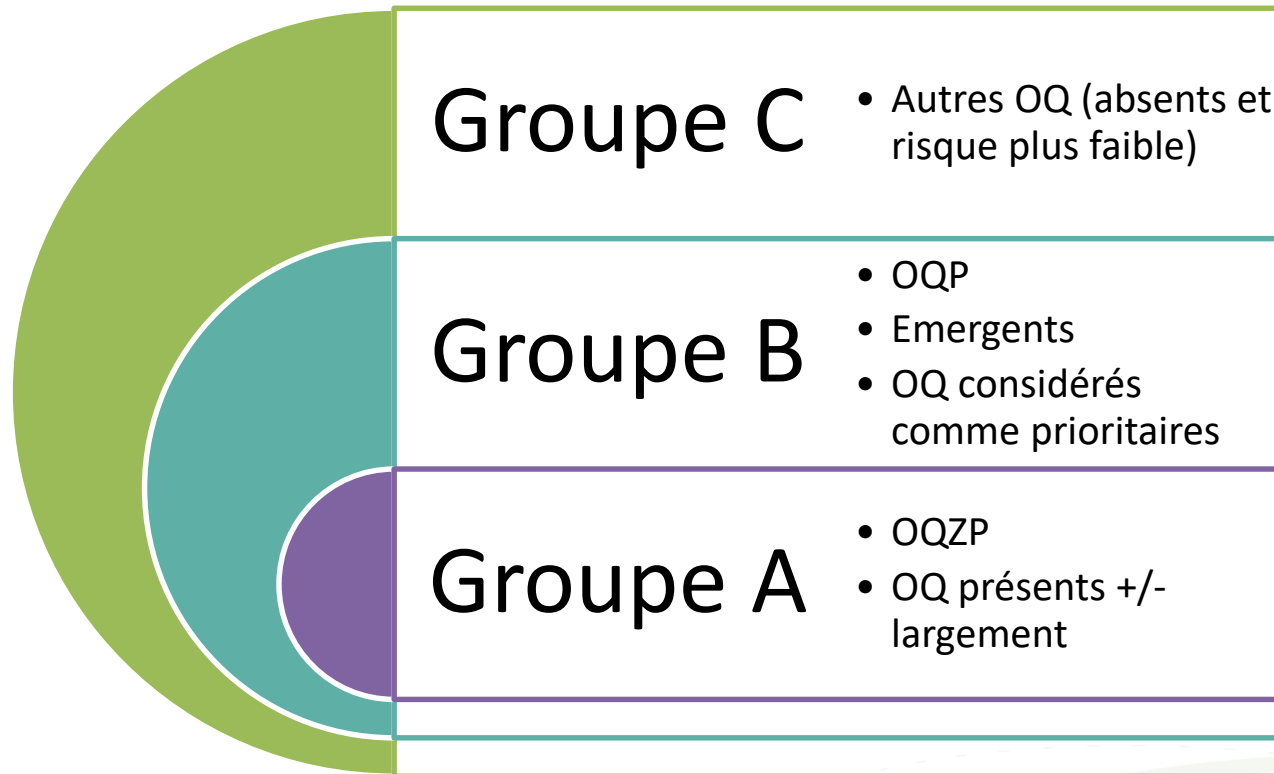 Groupe C
• Autres OQ (absents et
risque plus faible)
Groupe B
• OQP
• Emergents
• OQ considérés
comme prioritaires
Groupe A
• OQZP
• OQ présents +/-
largement